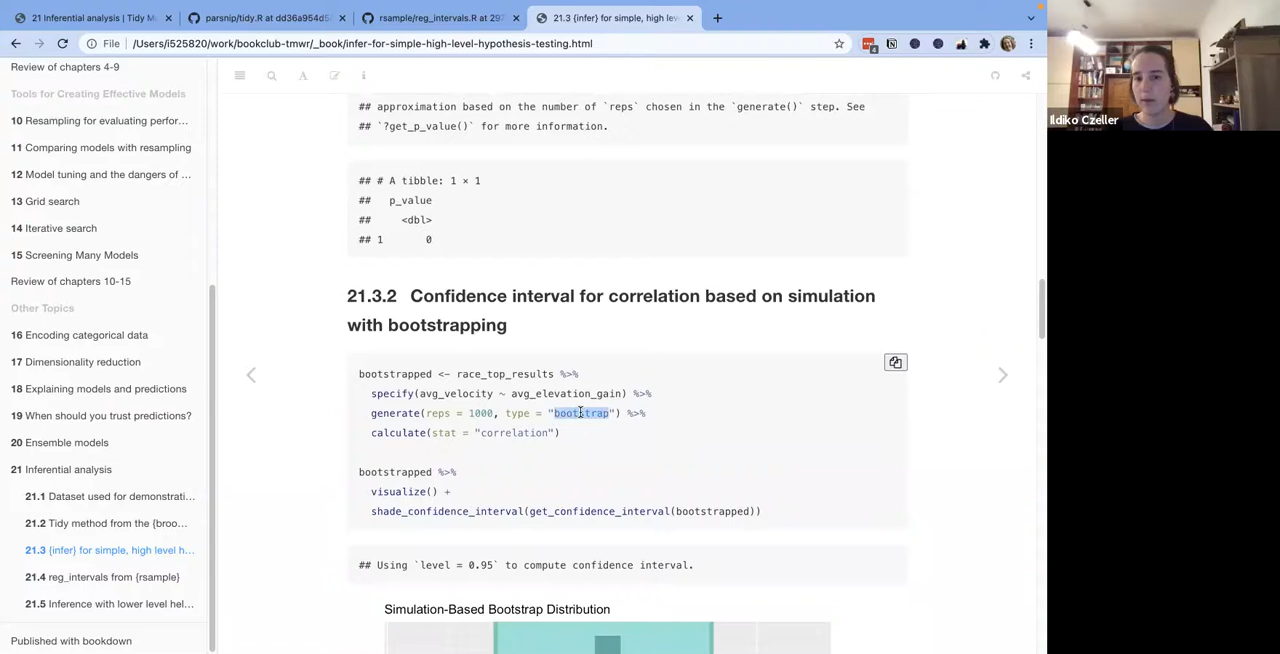 21 Inferential analysis | Tidy M
parsnip/tidy.R at dd36a954d5
rsample/reg_intervals.R at 297
21.3 {infer} for simple, high lev
File
/Users/i525820/work/bookclub-tmwr/_book/infer-for-simple-high-level-hypothesis-testing.html
4
Ildiko Czeller
Review of chapters 4-9
Tools for Creating Effective Models
10 Resampling for evaluating perfor…
11 Comparing models with resampling
12 Model tuning and the dangers of …
13 Grid search
14 Iterative search
15 Screening Many Models
Review of chapters 10-15
Other Topics
16 Encoding categorical data
17 Dimensionality reduction
18 Explaining models and predictions
19 When should you trust predictions?
20 Ensemble models
21 Inferential analysis
21.1 Dataset used for demonstrati…
21.2 Tidy method from the {broo…
21.3 {infer} for simple, high level h…
21.4 reg_intervals from {rsample}
21.5 Inference with lower level hel…
Published with bookdown
## approximation based on the number of `reps` chosen in the `generate()` step. See
## `?get_p_value()` for more information.
## # A tibble: 1 × 1
## p_value
## <dbl>
## 1 0
21.3.2 Confidence interval for correlation based on simulation
with bootstrapping
bootstrapped <- race_top_results %>%
specify(avg_velocity ~ avg_elevation_gain) %>%
generate(reps = 1000, type = "bootstrap") %>%
calculate(stat = "correlation")
bootstrapped %>%
visualize() +
shade_confidence_interval(get_confidence_interval(bootstrapped))
## Using `level = 0.95` to compute confidence interval.
Simulation-Based Bootstrap Distribution